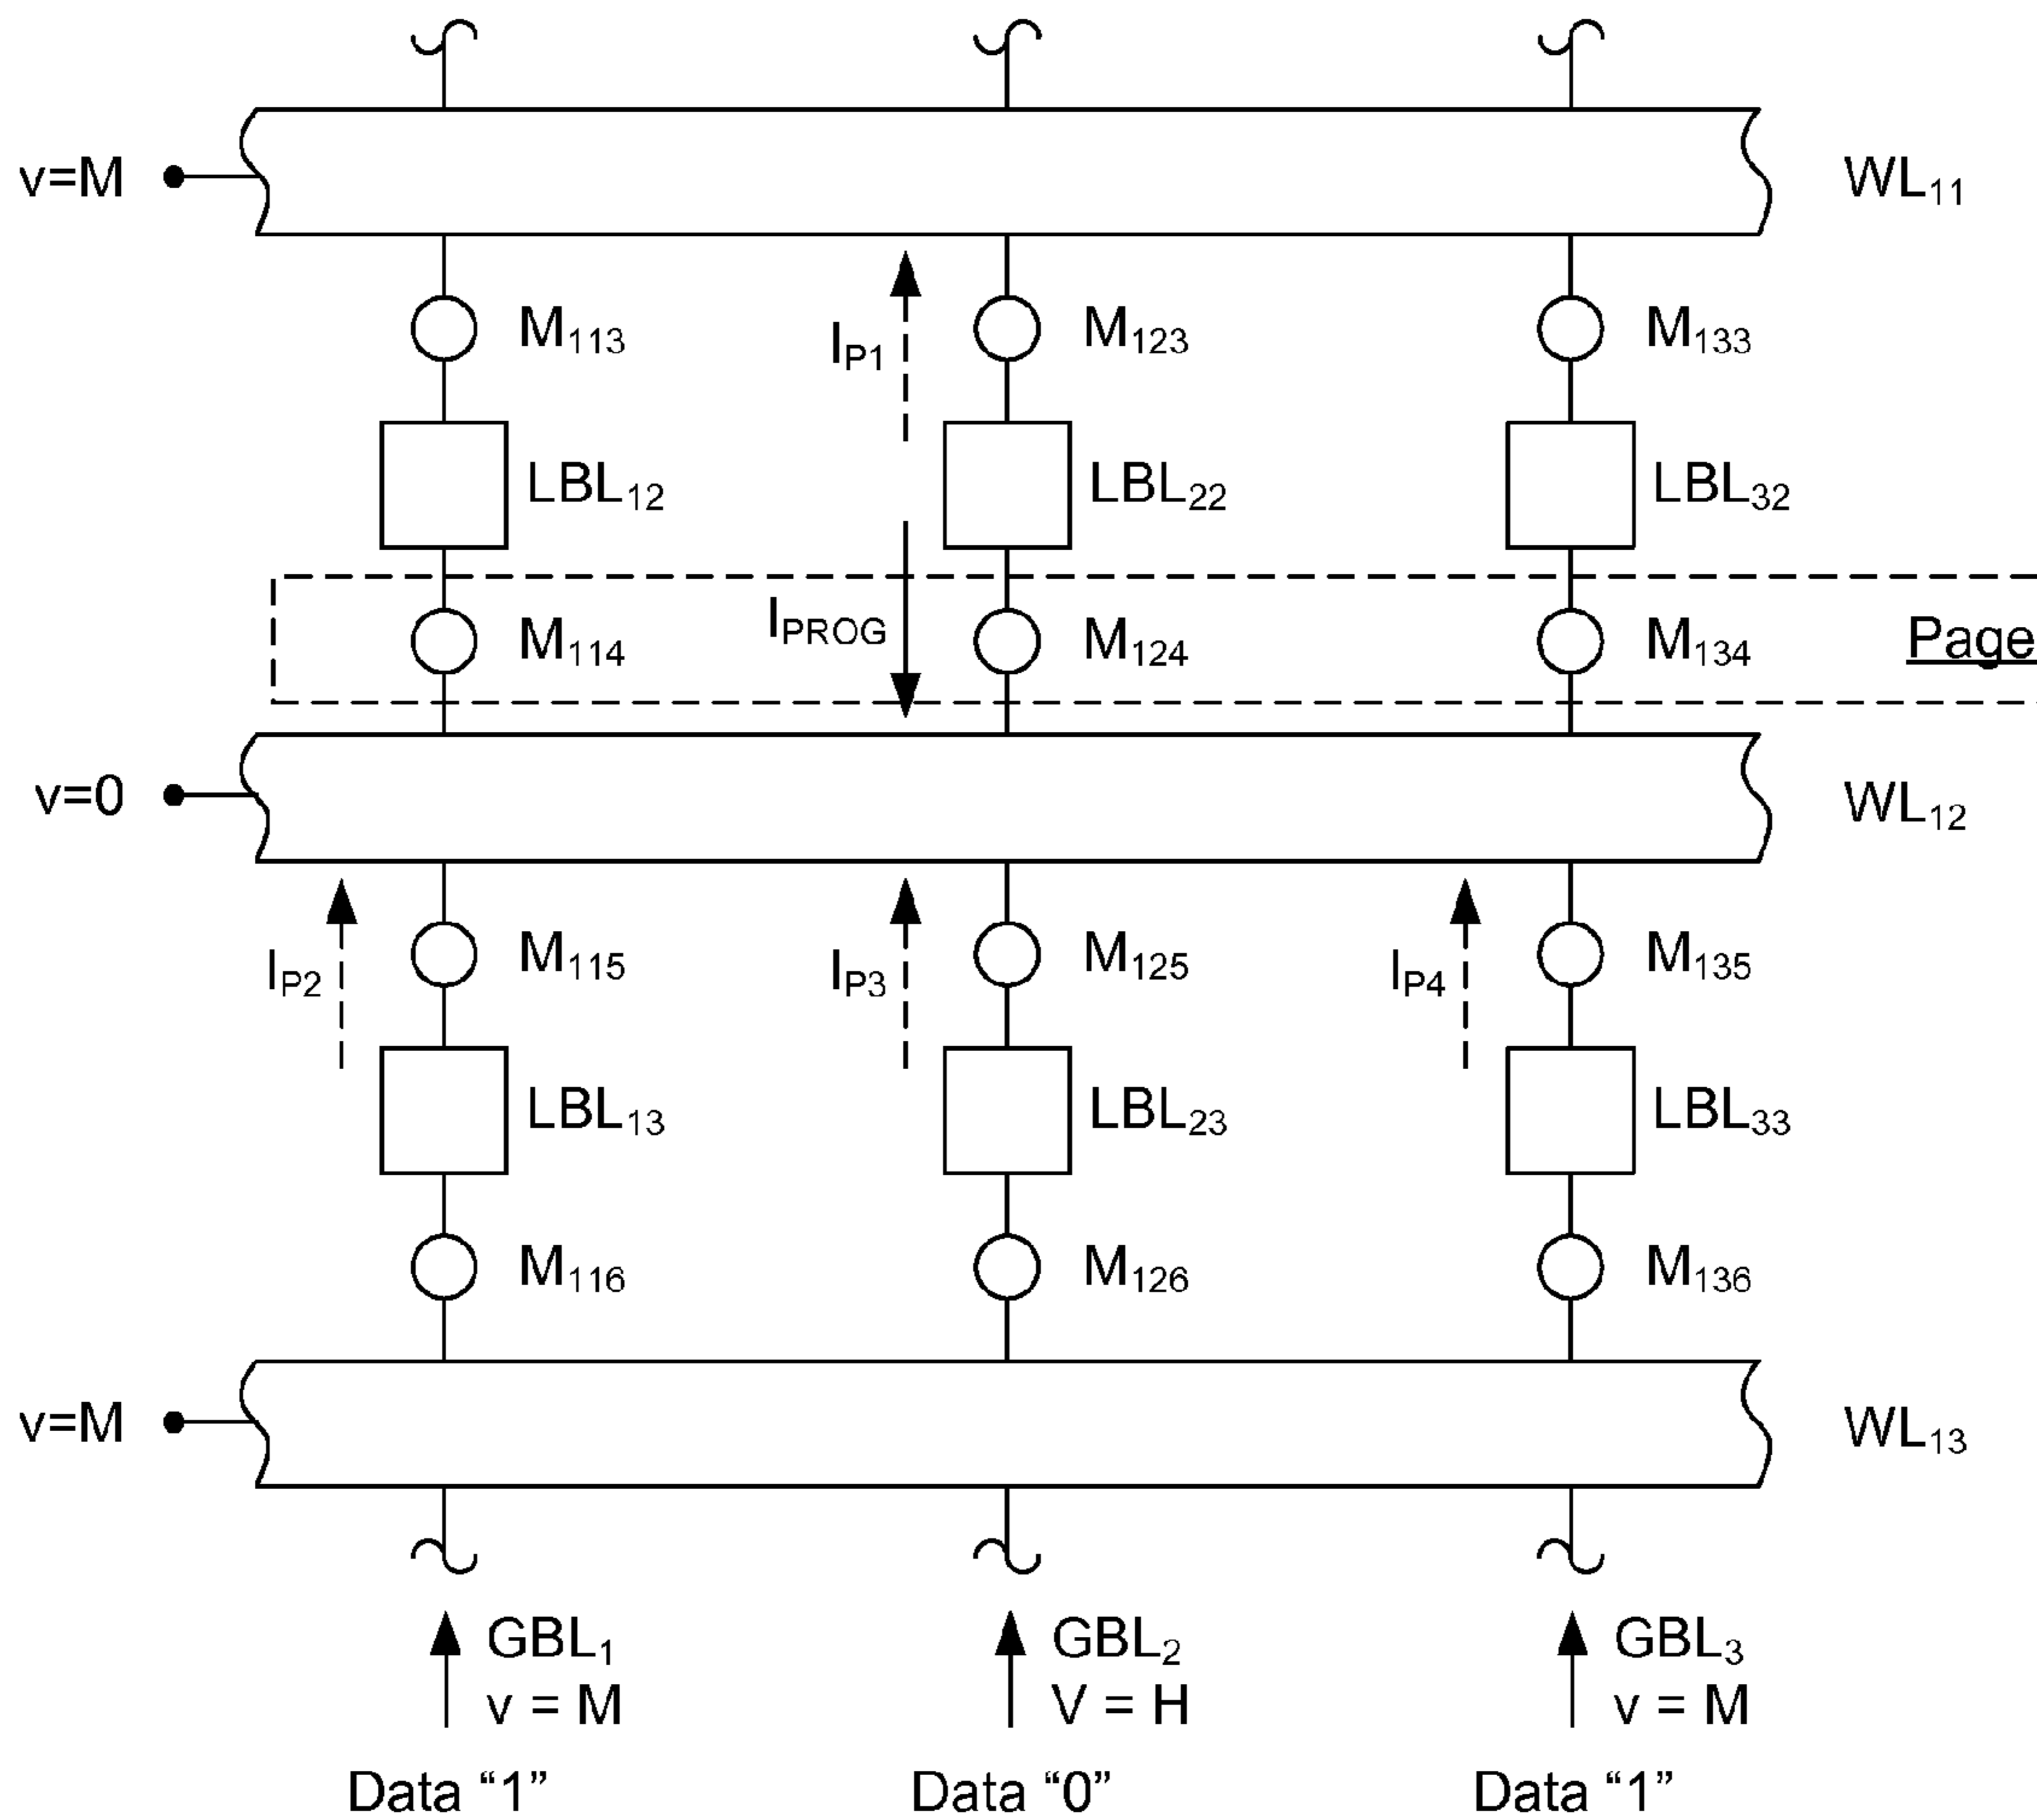 v=M WL11
M113 IP1 M123 M133
LBL12 LBL22 LBL32
M114 IPROG M124 M134 Page
v=0 WL12
IP2 M115 IP3 M125 IP4 M135
LBL13 LBL23 LBL33
M116 M126 M136
v=M WL13
GBL1 GBL2 GBL3
v = M V = H v = M
Data “1” Data “0” Data “1”